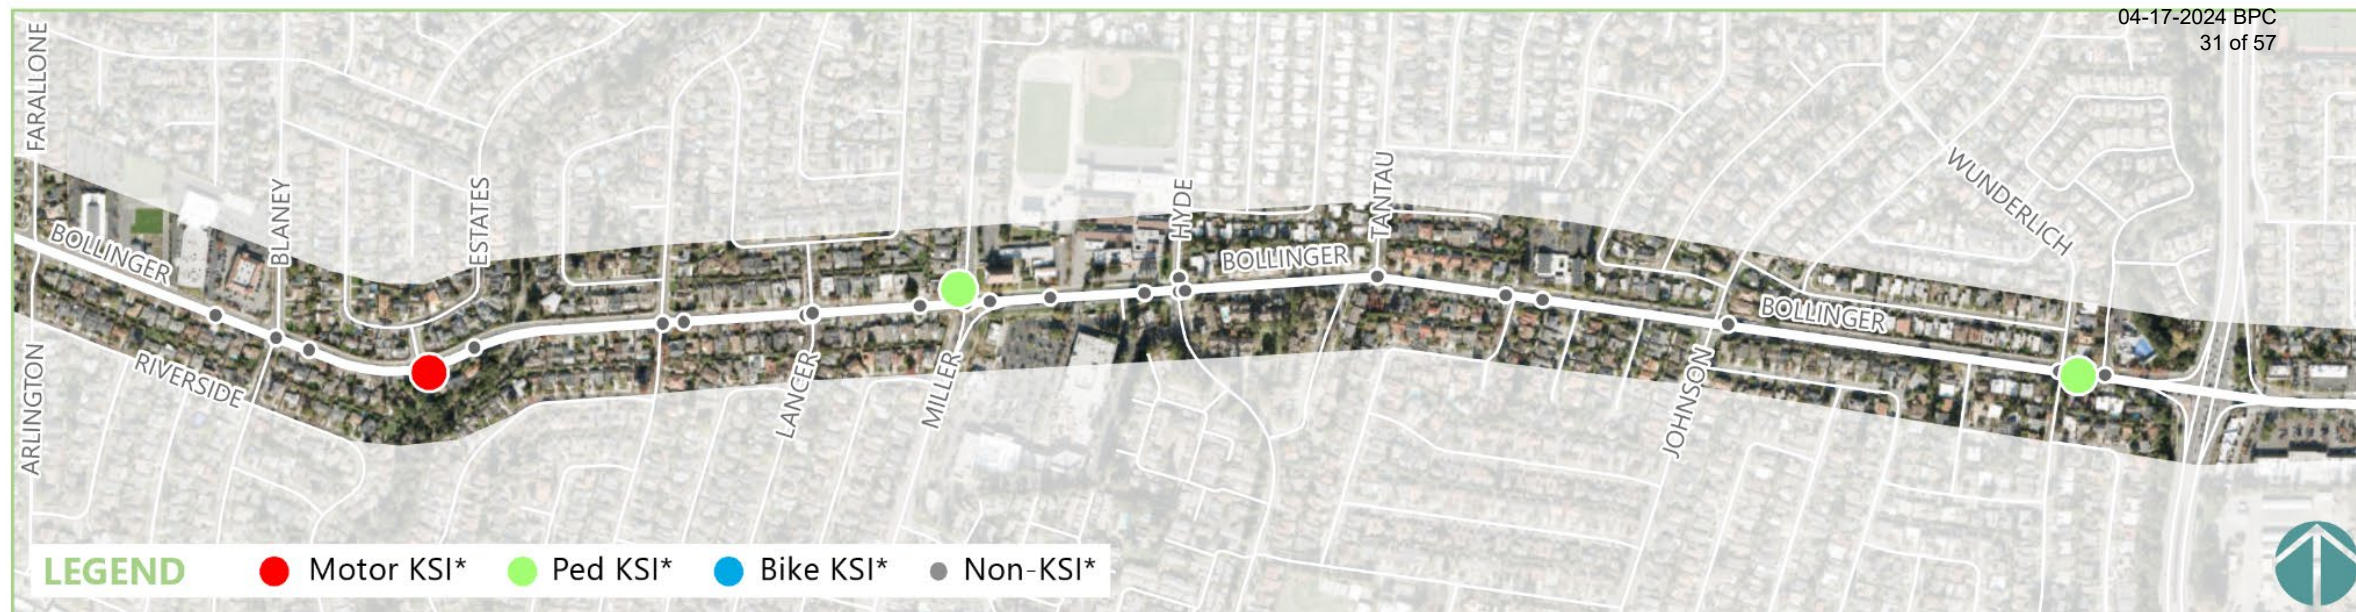 04-17-2024 BPC
31 of 57
FARALLONE
BLANEY
ESTATES
HYDE
TANTAU
WUNDERLICH
BOLLINGER
BOLLINGER
BOLLINGER
RIVERSIDE
ARLINGTON
LANCER
MILLER
JOHNSON
LEGEND
Motor KSI*
Ped KSI*
Bike KSI*
Non-KSI*